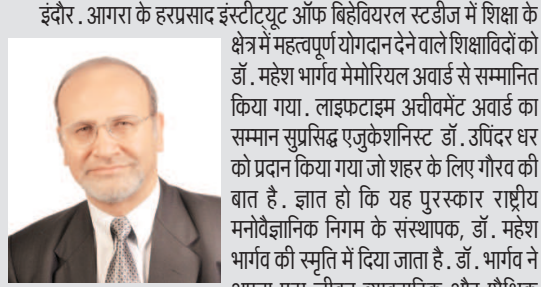 इंदौर. आगरा के हरप्रसाद इंस्टीट्यूट ऑफ बिहेवियरल स्टडीज में शिक्षा के
क्षेत्र में महत्वपूर्ण योगदान देने वाले शिक्षाविदों को
डॉ. महेश भार्गव मेमोरियल अवार्ड से सम्मानित
किया गया. लाइफटाइम अचीवमेंट अवार्ड का
सम्मान सुप्रसिद्ध एजुकेशनिस्ट डॉ. उपिंदर धर
को प्रदान किया गया जो शहर के लिए गौरव की
बात है. ज्ञात हो कि यह पुरस्कार राष्ट्रीय
मनोवैज्ञानिक निगम के संस्थापक, डॉ. महेश
भार्गव की स्मृति में दिया जाता है. डॉ. भार्गव ने